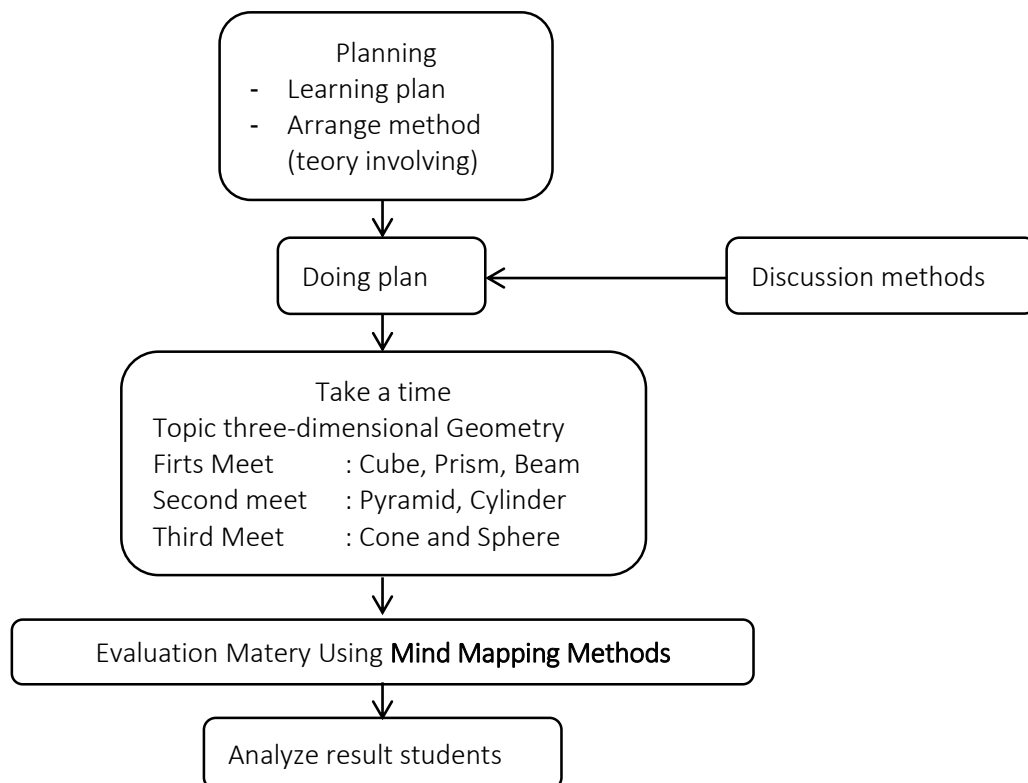 Planning
- Learning plan
- Arrange method
(teory involving)
Doing plan
Discussion methods
Take a time
Topic three-dimensional Geometry
Firts Meet : Cube, Prism, Beam
Second meet : Pyramid, Cylinder
Third Meet : Cone and Sphere
Evaluation Matery Using Mind Mapping Methods
Analyze result students